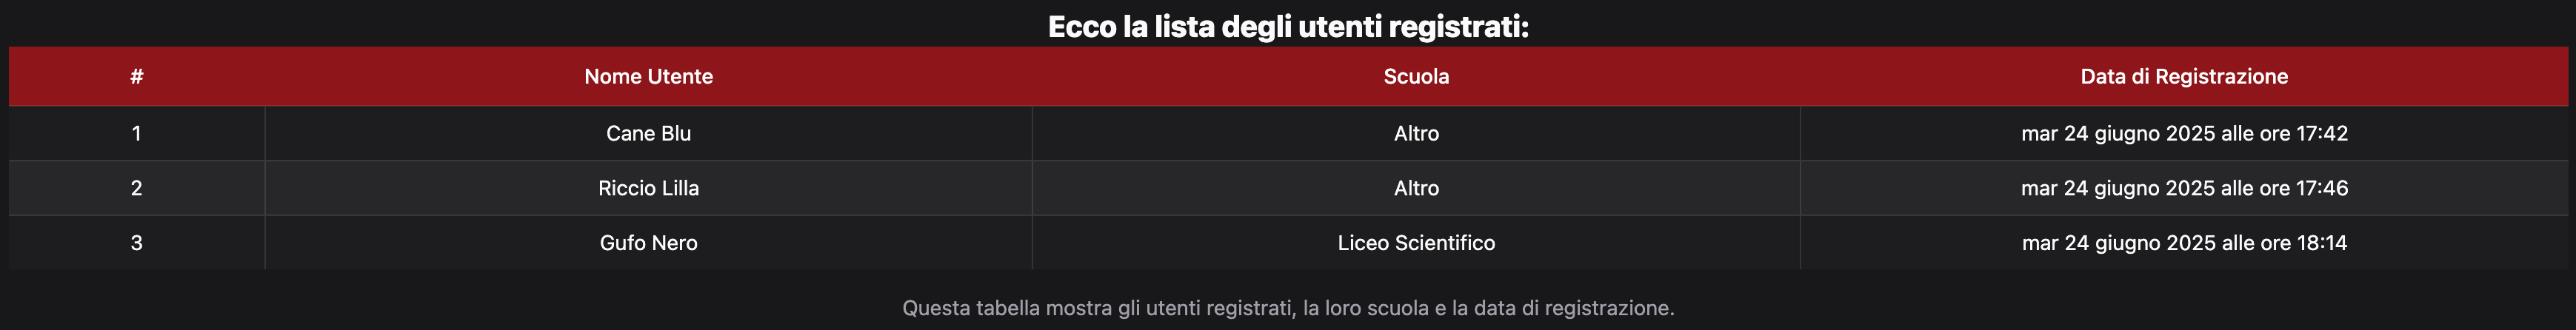 Ecco la lista degli utenti registrati:
# Nome Utente Scuola Data di Registrazione
1 Cane Blu Altro mar 24 giugno 2025 alle ore 17:42
2 Riccio Lilla Altro mar 24 giugno 2025 alle ore 17:46
3 Gufo Nero Liceo Scientifico mar 24 giugno 2025 alle ore 18:14
Questa tabella mostra gli utenti registrati, la loro scuola e la data di registrazione.